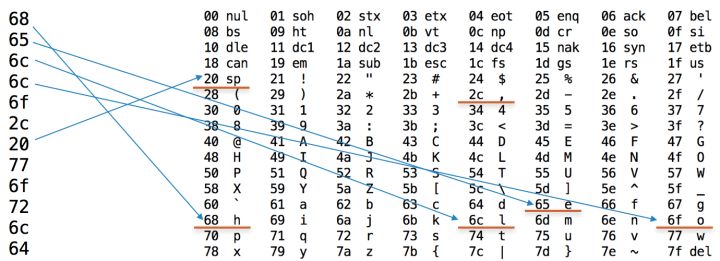 68
65
6c
6c
6f
2c
20
77
6f
72
6c
64
00 nul 01 soh 02 stx 03 etx 04 eot 05 enq 06 ack 07 bel
08 bs 09 ht 0a nl 0b vt 0c np 0d cr 0e so 0f si
10 dle 11 dc1 12 dc2 13 dc3 14 dc4 15 nak 16 syn 17 etb
18 can 19 em 1a sub 1b esc 1c fs 1d gs 1e rs 1f us
20 sp 21 ! 22 " 23 # 24 $ 25 % 26 & 27 '
28 ( 29 ) 2a * 2b + 2c , 2d - 2e . 2f /
30 0 31 1 32 2 33 3 34 4 35 5 36 6 37 7
38 8 39 9 3a : 3b ; 3c < 3d = 3e > 3f ?
40 @ 41 A 42 B 43 C 44 D 45 E 46 F 47 G
48 H 49 I 4a J 4b K 4c L 4d M 4e N 4f O
50 P 51 Q 52 R 53 S 54 T 55 U 56 V 57 W
58 X 59 Y 5a Z 5b [ 5c \ 5d ] 5e ^ 5f _
60 ` 61 a 62 b 63 c 64 d 65 e 66 f 67 g
68 h 69 i 6a j 6b k 6c l 6d m 6e n 6f o
70 p 71 q 72 r 73 s 74 t 75 u 76 v 77 w
78 x 79 y 7a z 7b { 7c | 7d } 7e ~ 7f del